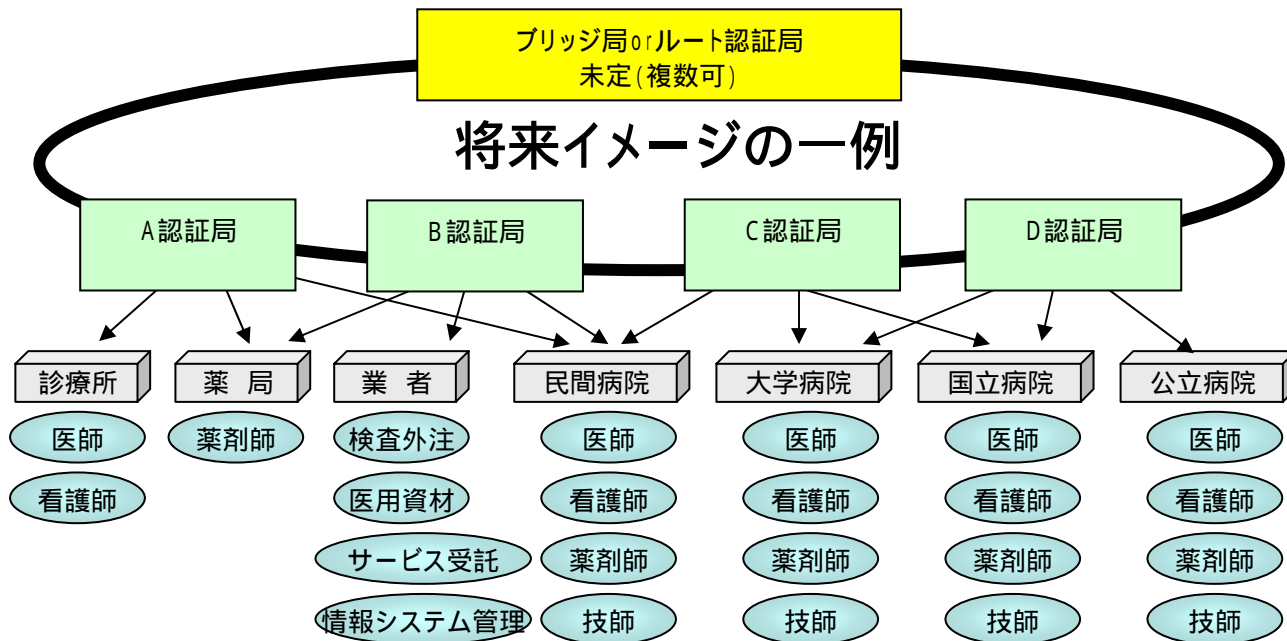 ブリッジ局orルート認証局
未定(複数可)
将来イメージの一例
A認証局
B認証局
C認証局
D認証局
診療所
薬 局
業 者
民間病院
大学病院
国立病院
公立病院
医師
薬剤師
検査外注
医師
医師
医師
医師
看護師
医用資材
看護師
看護師
看護師
看護師
サービス受託
薬剤師
薬剤師
薬剤師
薬剤師
情報システム管理
技師
技師
技師
技師